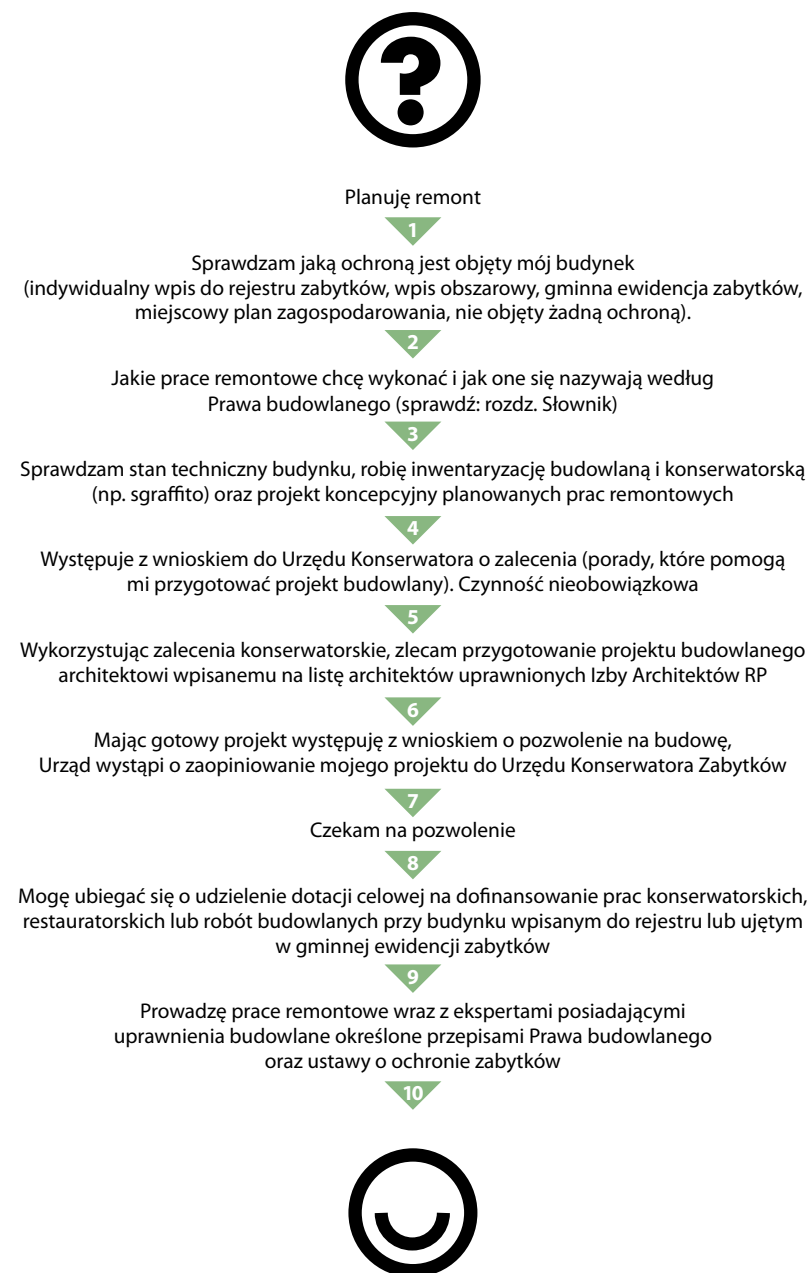 ?
Planuję remont
1
Sprawdzam jaką ochroną jest objęty mój budynek
(indywidualny wpis do rejestru zabytków, wpis obszarowy, gminna ewidencja zabytków,
miejscowy plan zagospodarowania, nie objęty żadną ochroną).
2
Jakie prace remontowe chcę wykonać i jak one się nazywają według
Prawa budowlanego (sprawdź: rozdz. Słownik)
3
Sprawdzam stan techniczny budynku, robię inwentaryzację budowlaną i konserwatorską
(np. sgraffito) oraz projekt koncepcyjny planowanych prac remontowych
4
Występuje z wnioskiem do Urzędu Konserwatora o zalecenia (porady, które pomogą
mi przygotować projekt budowlany). Czynność nieobowiązkowa
5
Wykorzystując zalecenia konserwatorskie, zlecam przygotowanie projektu budowlanego
architektowi wpisanemu na listę architektów uprawnionych Izby Architektów RP
6
Mając gotowy projekt występuję z wnioskiem o pozwolenie na budowę,
Urząd wystąpi o zaopiniowanie mojego projektu do Urzędu Konserwatora Zabytków
7
Czekam na pozwolenie
8
Mogę ubiegać się o udzielenie dotacji celowej na dofinansowanie prac konserwatorskich,
restauratorskich lub robót budowlanych przy budynku wpisanym do rejestru lub ujętym
w gminnej ewidencji zabytków
9
Prowadzę prace remontowe wraz z ekspertami posiadającymi
uprawnienia budowlane określone przepisami Prawa budowlanego
oraz ustawy o ochronie zabytków
10